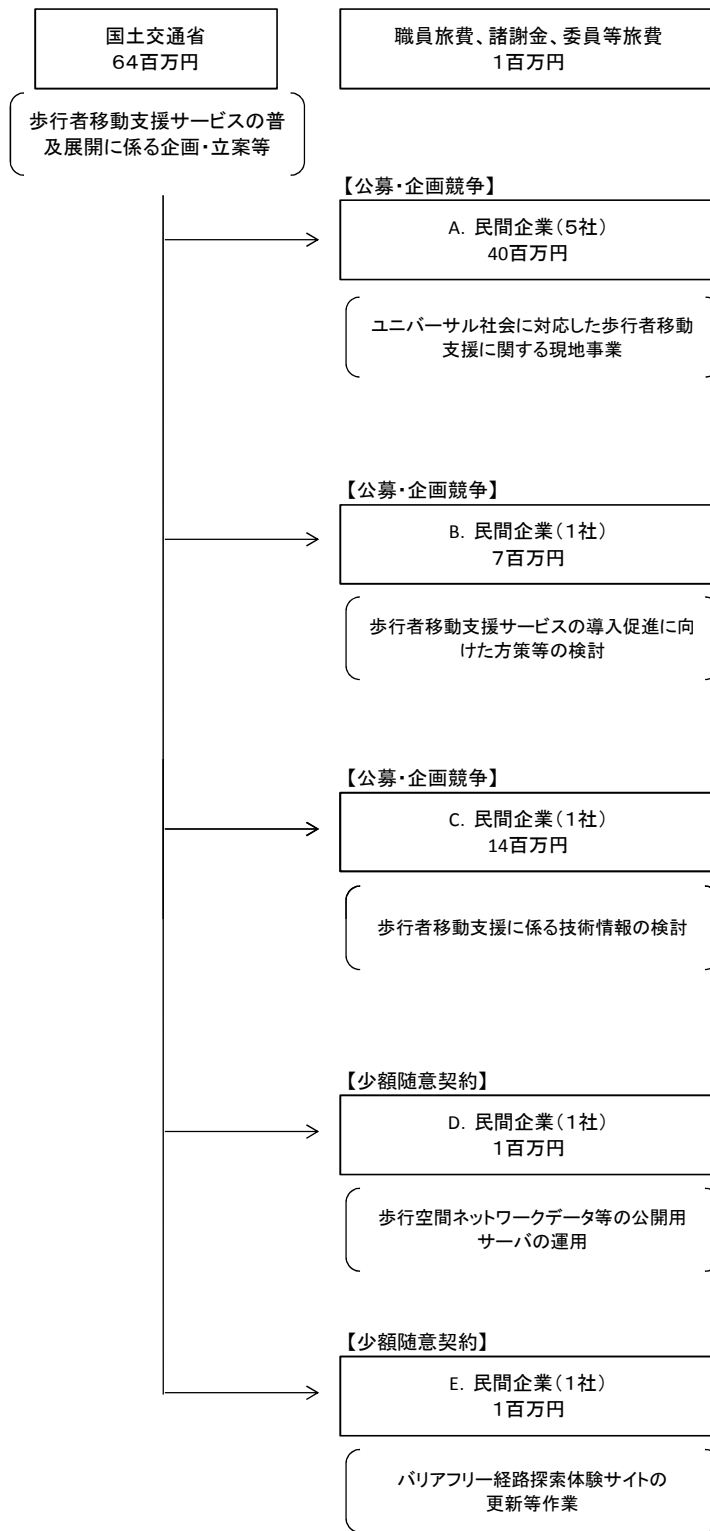 国土交通省
64百万円
職員旅費、諸謝金、委員等旅費
1百万円
歩行者移動支援サービスの普
及展開に係る企画・立案等
【公募・企画競争】
A. 民間企業(5社)
40百万円
ユニバーサル社会に対応した歩行者移動
支援に関する現地事業
【公募・企画競争】
B. 民間企業(1社)
7百万円
歩行者移動支援サービスの導入促進に向
けた方策等の検討
【公募・企画競争】
C. 民間企業(1社)
14百万円
歩行者移動支援に係る技術情報の検討
【少額随意契約】
D. 民間企業(1社)
1百万円
歩行空間ネットワークデータ等の公開用
サーバの運用
【少額随意契約】
E. 民間企業(1社)
1百万円
バリアフリー経路探索体験サイトの
更新等作業